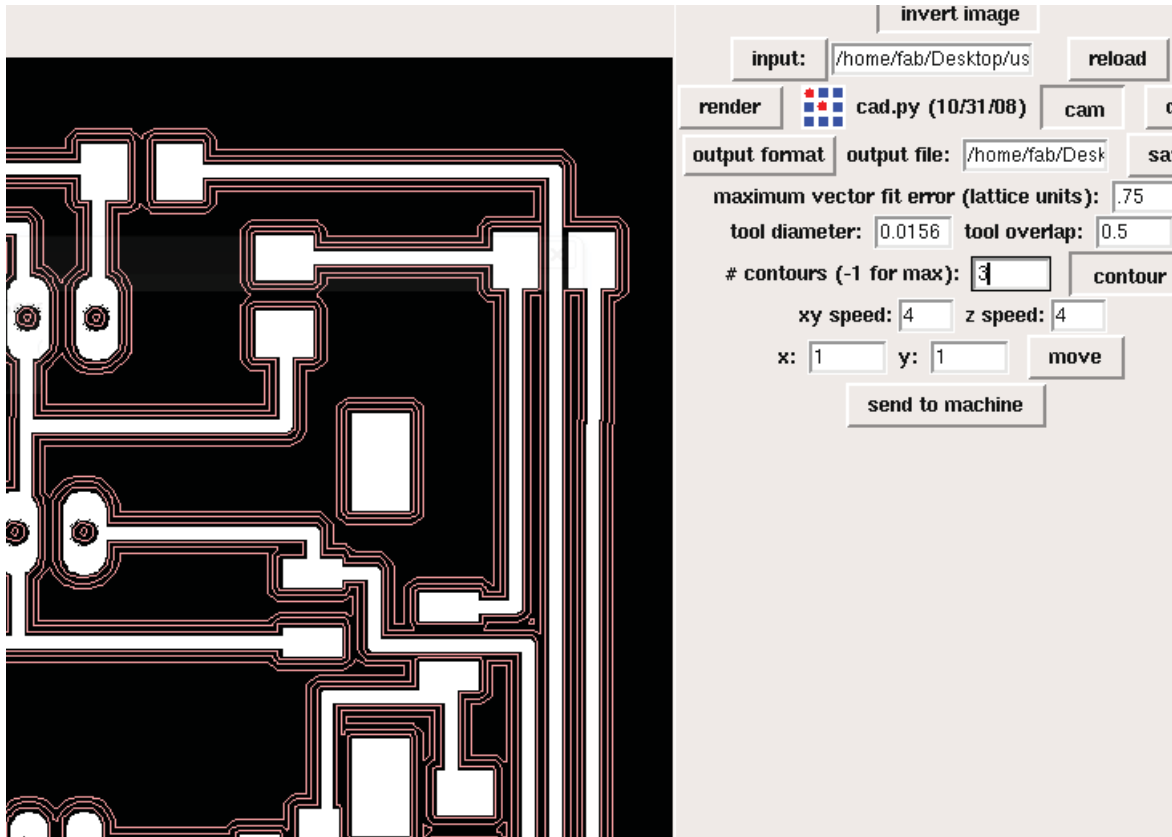 invert image
input: /home/fab/Desktop/us reload
render cad.py (10/31/08) cam
output format output file: /home/fab/Desk
maximum vector fit error (lattice units): .75
tool diameter: 0.0156 tool overlap: 0.5
# contours (-1 for max): 3 contour
xy speed: 4 z speed: 4
x: 1 y: 1 move
send to machine